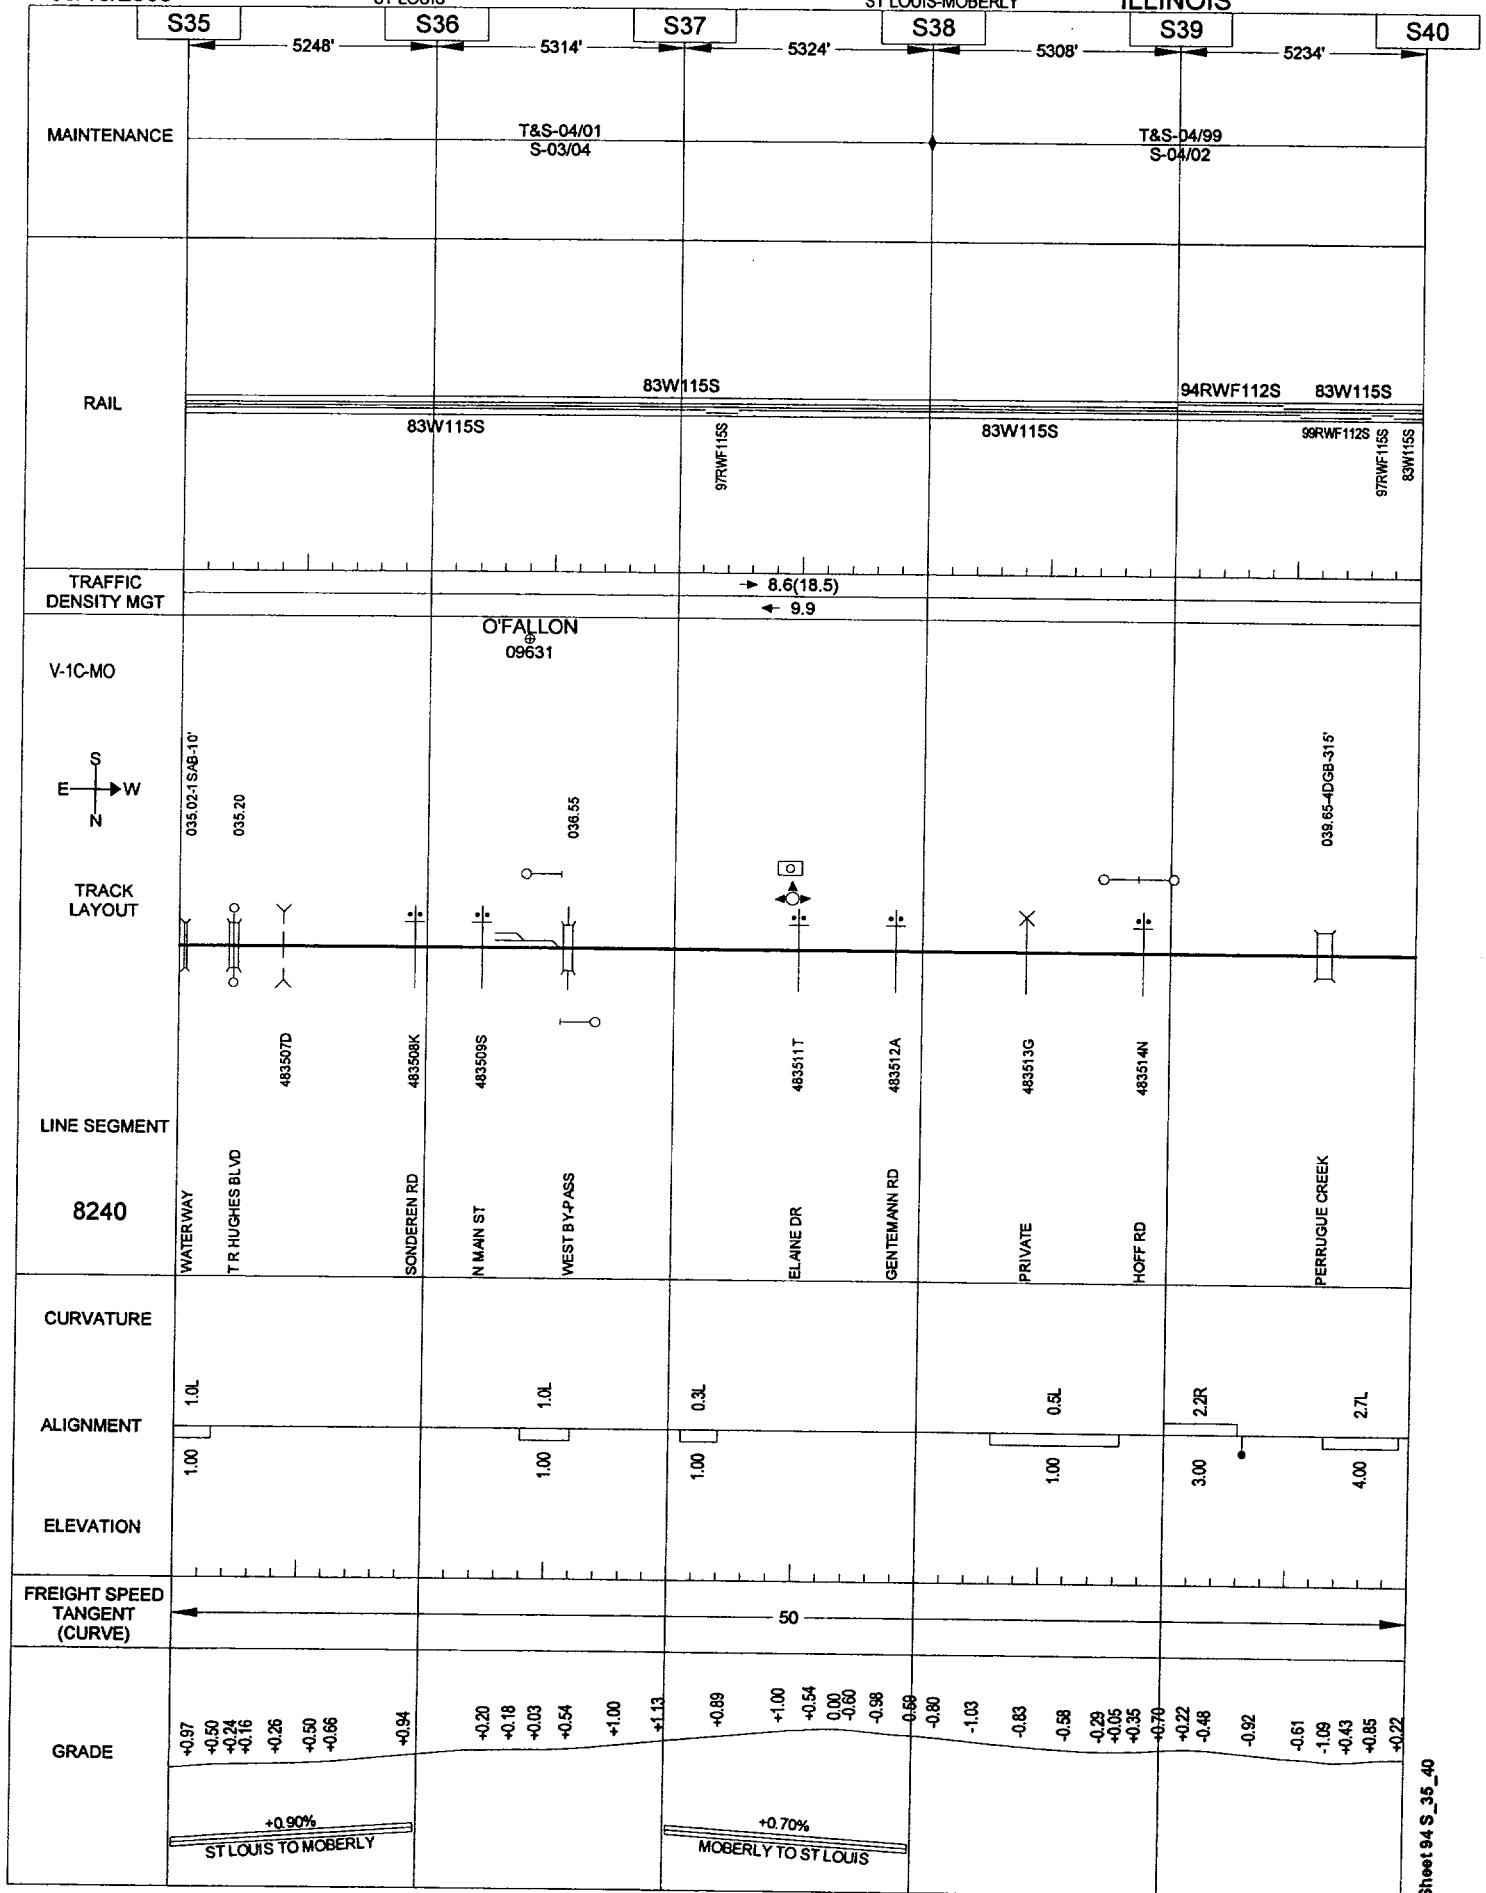 ST LOUIS
ST LOUIS-MOBERLY
ILLINOIS
S35
S36
S37
S38
S39
S40
5248'
5314'
5324'
5308'
5234'
MAINTENANCE
T&S-04/01
S-03/04
T&S-04/99
S-04/02
RAIL
83W115S
94RWF112S
83W115S
83W115S
97RWF115S
83W115S
99RWF112S
97RWF115S
83W115S
TRAFFIC
DENSITY MGT
8.6(18.5)
9.9
O'FALLON
09631
V-1C-MO
S
E
W
N
035.02-1SAB-10'
035.20
036.55
039.65-4DGB-315'
TRACK
LAYOUT
483507D
483508K
483509S
483511T
483512A
483513G
483514N
LINE SEGMENT
8240
WATERWAY
T R HUGHES BLVD
SONDEREN RD
N MAIN ST
WEST BY-PASS
ELAINE DR
GENTEMANN RD
PRIVATE
HOFF RD
PERRUGUE CREEK
CURVATURE
1.0L
1.0L
0.3L
0.5L
2.2R
2.7L
ALIGNMENT
1.00
1.00
1.00
1.00
3.00
4.00
ELEVATION
FREIGHT SPEED
TANGENT
(CURVE)
50
GRADE
+0.97
+0.50
+0.24
+0.16
+0.26
+0.50
+0.66
+0.94
+0.20
+0.18
+0.03
+0.54
+1.00
+1.13
+0.89
+1.00
+0.54
0.00
-0.60
-0.98
-0.69
-0.80
-1.03
-0.83
-0.58
-0.29
+0.05
+0.35
+0.70
+0.22
-0.48
-0.92
-0.61
-1.09
+0.43
+0.85
+0.22
+0.90%
ST LOUIS TO MOBERLY
+0.70%
MOBERLY TO ST LOUIS
Sheet 94 S_35_40